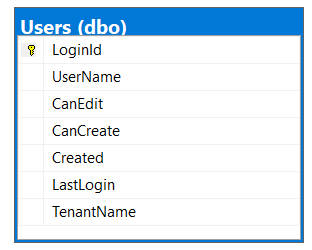 Users (dbo)
LoginId
UserName
CanEdit
CanCreate
Created
LastLogin
TenantName